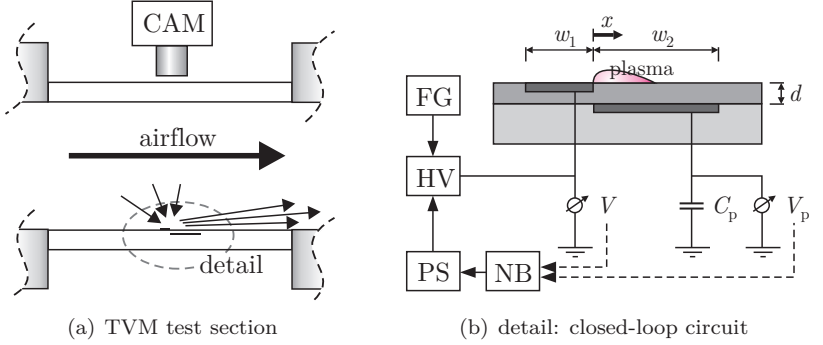 CAM
airflow
detail
(a) TVM test section
x
w₁
w₂
plasma
d
FG
HV
V
Cₚ
Vₚ
PS
NB
(b) detail: closed-loop circuit